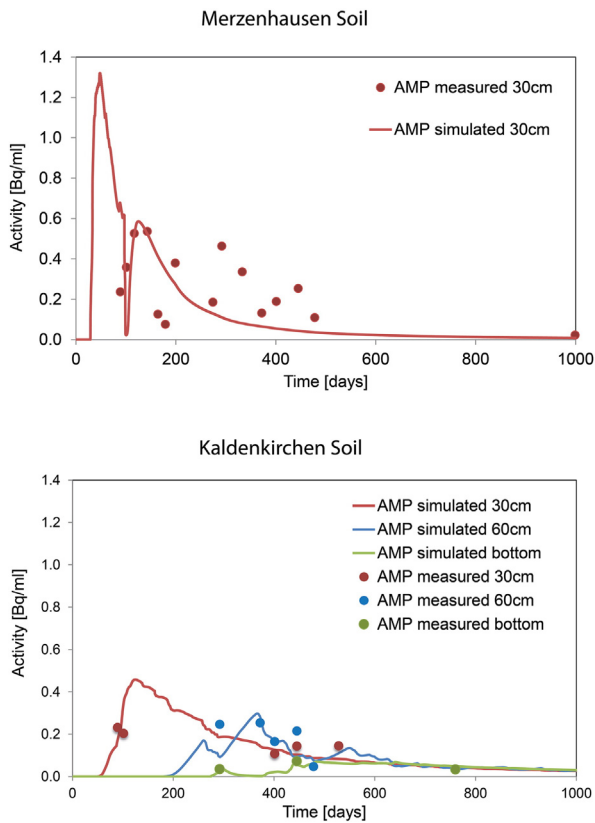 Merzenhausen Soil
1.4
1.2
1.0
0.8
0.6
0.4
0.2
0.0
Activity [Bq/ml]
AMP measured 30cm
AMP simulated 30cm
0 200 400 600 800 1000
Time [days]
Kaldenkirchen Soil
1.4
1.2
1.0
0.8
0.6
0.4
0.2
0.0
Activity [Bq/ml]
AMP simulated 30cm
AMP simulated 60cm
AMP simulated bottom
AMP measured 30cm
AMP measured 60cm
AMP measured bottom
0 200 400 600 800 1000
Time [days]